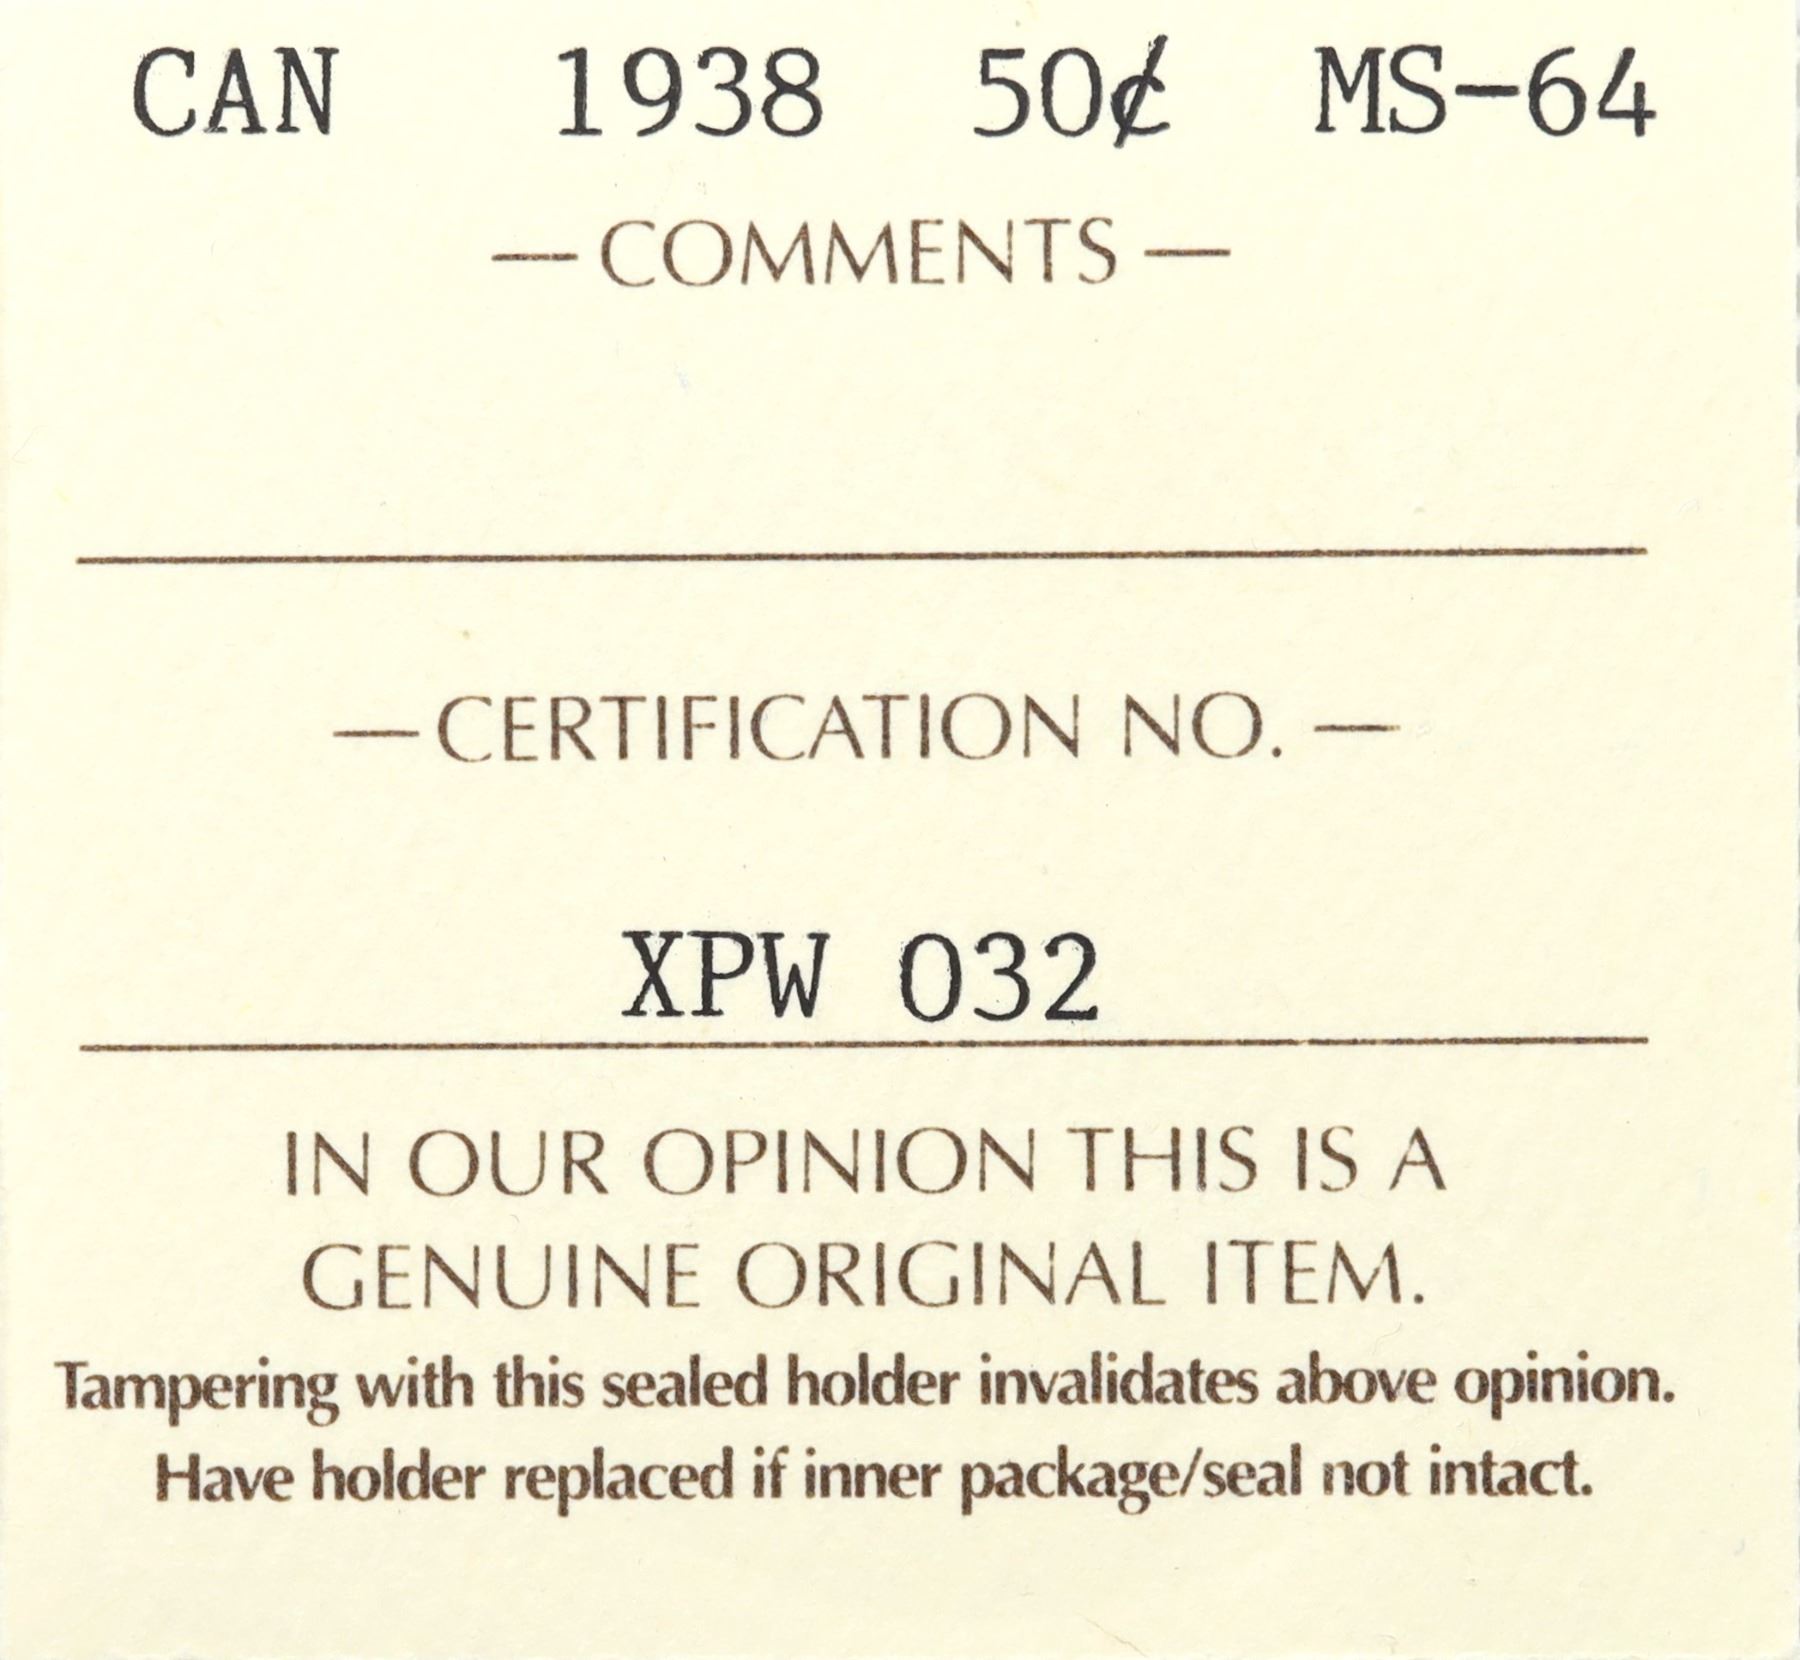 CAN 1938 50¢ MS-64
— COMMENTS —
— CERTIFICATION NO. —
XPW 032
IN OUR OPINION THIS IS A
GENUINE ORIGINAL ITEM.
Tampering with this sealed holder invalidates above opinion.
Have holder replaced if inner package/seal not intact.